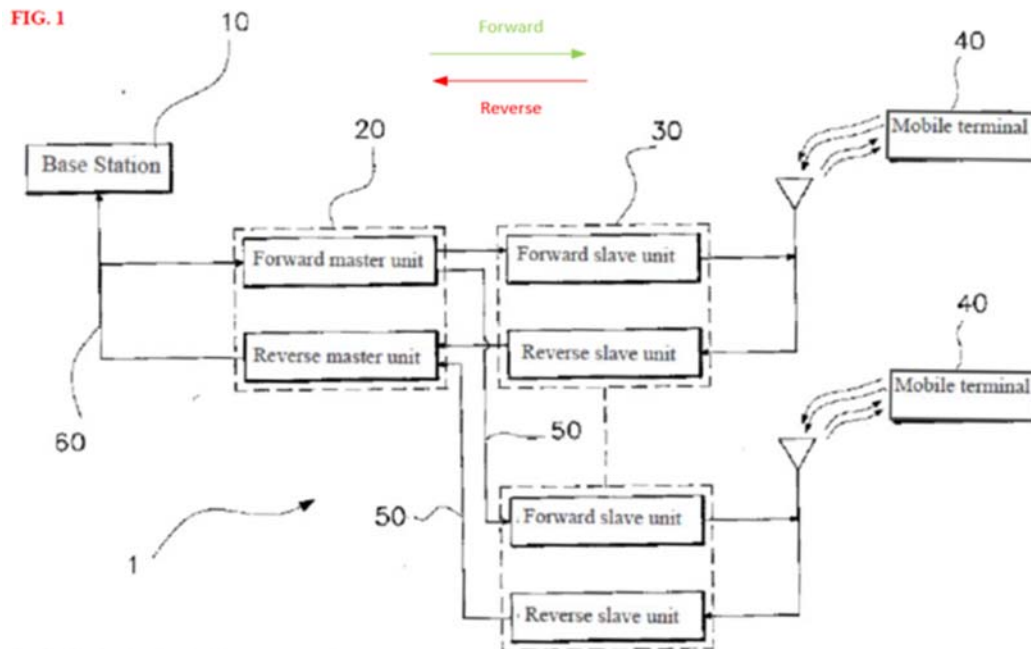 FIG. 1
Forward
Reverse
10
20
30
40
Base Station
Mobile terminal
Forward master unit
Forward slave unit
Reverse master unit
Reverse slave unit
40
Mobile terminal
60
50
50
Forward slave unit
1
Reverse slave unit